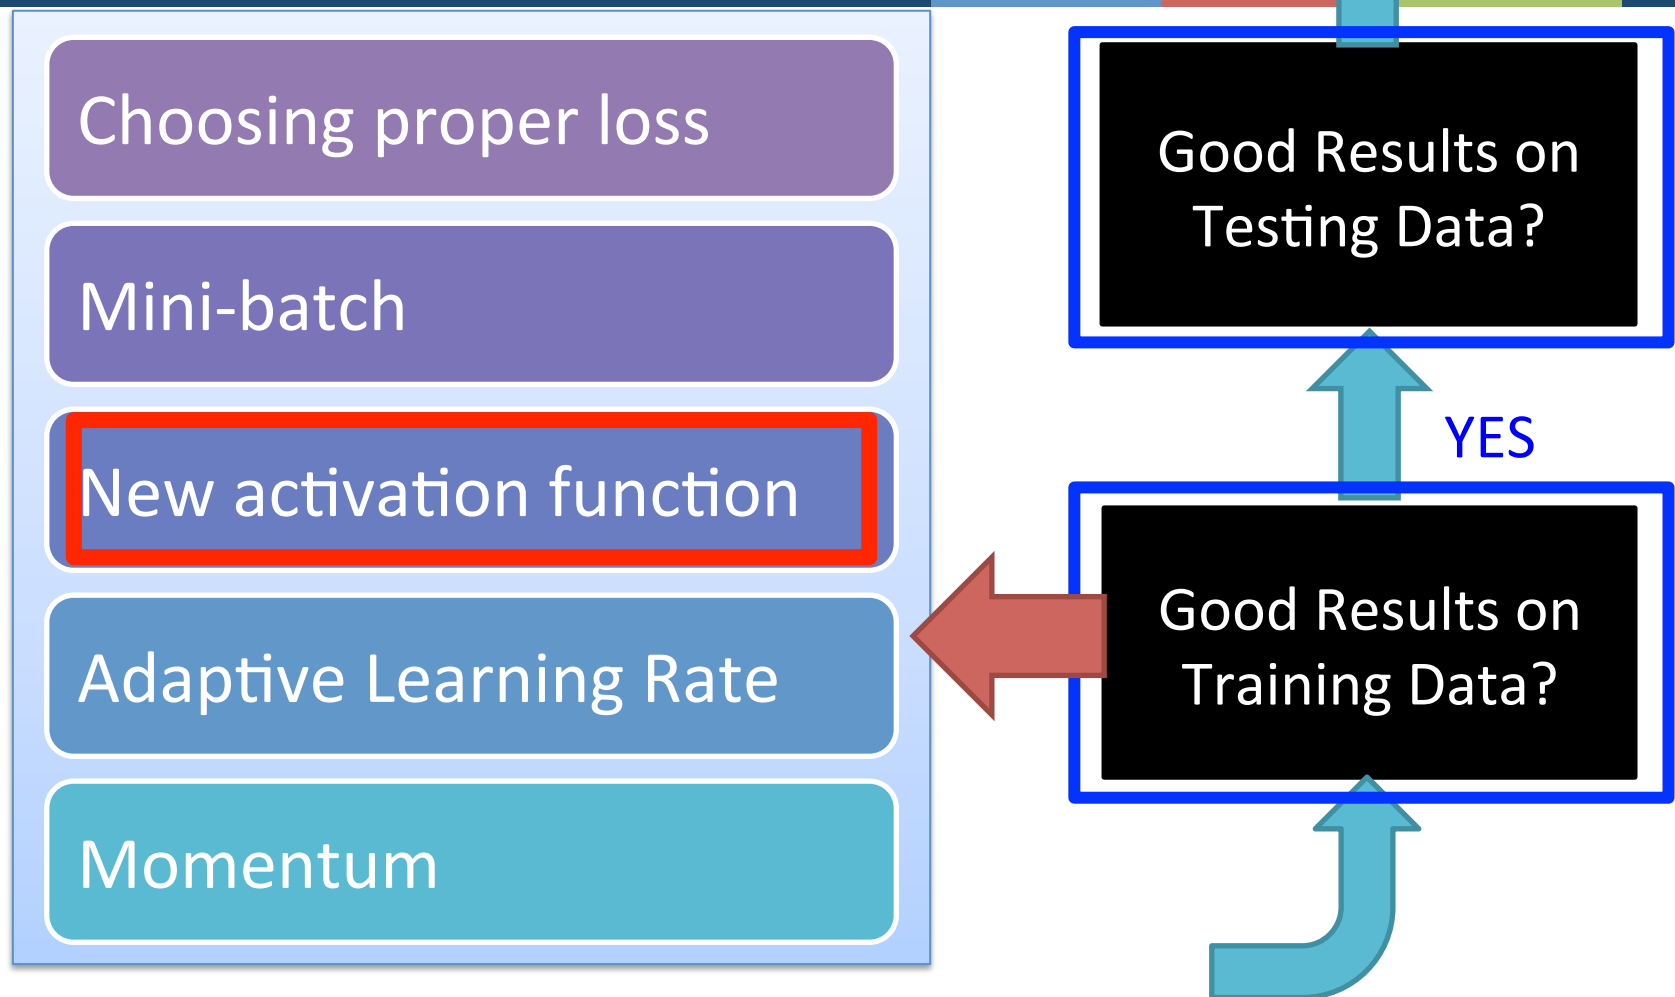 Choosing proper loss
Mini-batch
New activation function
Adaptive Learning Rate
Momentum
Good Results on
Testing Data?
YES
Good Results on
Training Data?